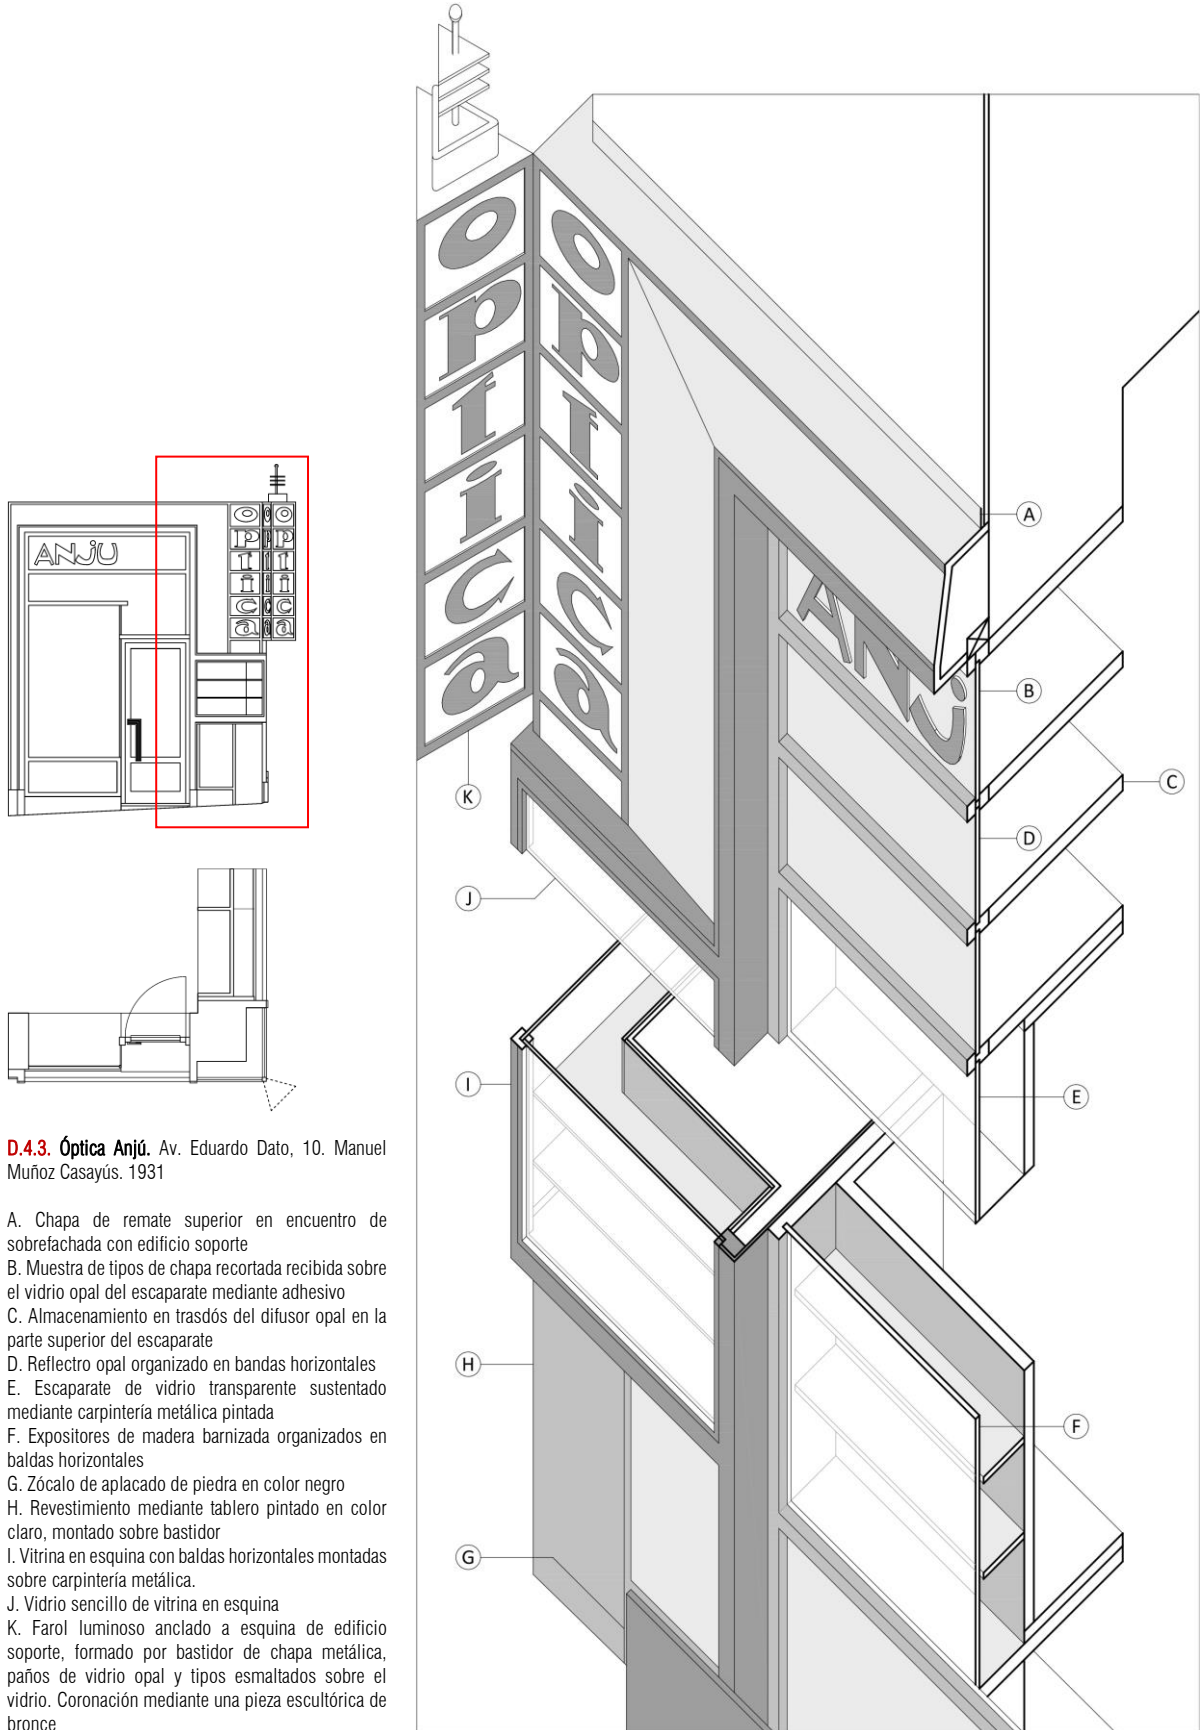 o
p
t
i
c
a
o
p
t
i
c
a
ANjU
A
B
C
D
E
F
G
H
I
J
K
ANjU
o o o
p p p
t t t
i i i
c c c
a a a
D.4.3. Óptica Anjú. Av. Eduardo Dato, 10. Manuel
Muñoz Casayús. 1931
A. Chapa de remate superior en encuentro de
sobrefachada con edificio soporte
B. Muestra de tipos de chapa recortada recibida sobre
el vidrio opal del escaparate mediante adhesivo
C. Almacenamiento en trasdós del difusor opal en la
parte superior del escaparate
D. Reflectro opal organizado en bandas horizontales
E. Escaparate de vidrio transparente sustentado
mediante carpintería metálica pintada
F. Expositores de madera barnizada organizados en
baldas horizontales
G. Zócalo de aplacado de piedra en color negro
H. Revestimiento mediante tablero pintado en color
claro, montado sobre bastidor
I. Vitrina en esquina con baldas horizontales montadas
sobre carpintería metálica.
J. Vidrio sencillo de vitrina en esquina
K. Farol luminoso anclado a esquina de edificio
soporte, formado por bastidor de chapa metálica,
paños de vidrio opal y tipos esmaltados sobre el
vidrio. Coronación mediante una pieza escultórica de
bronce